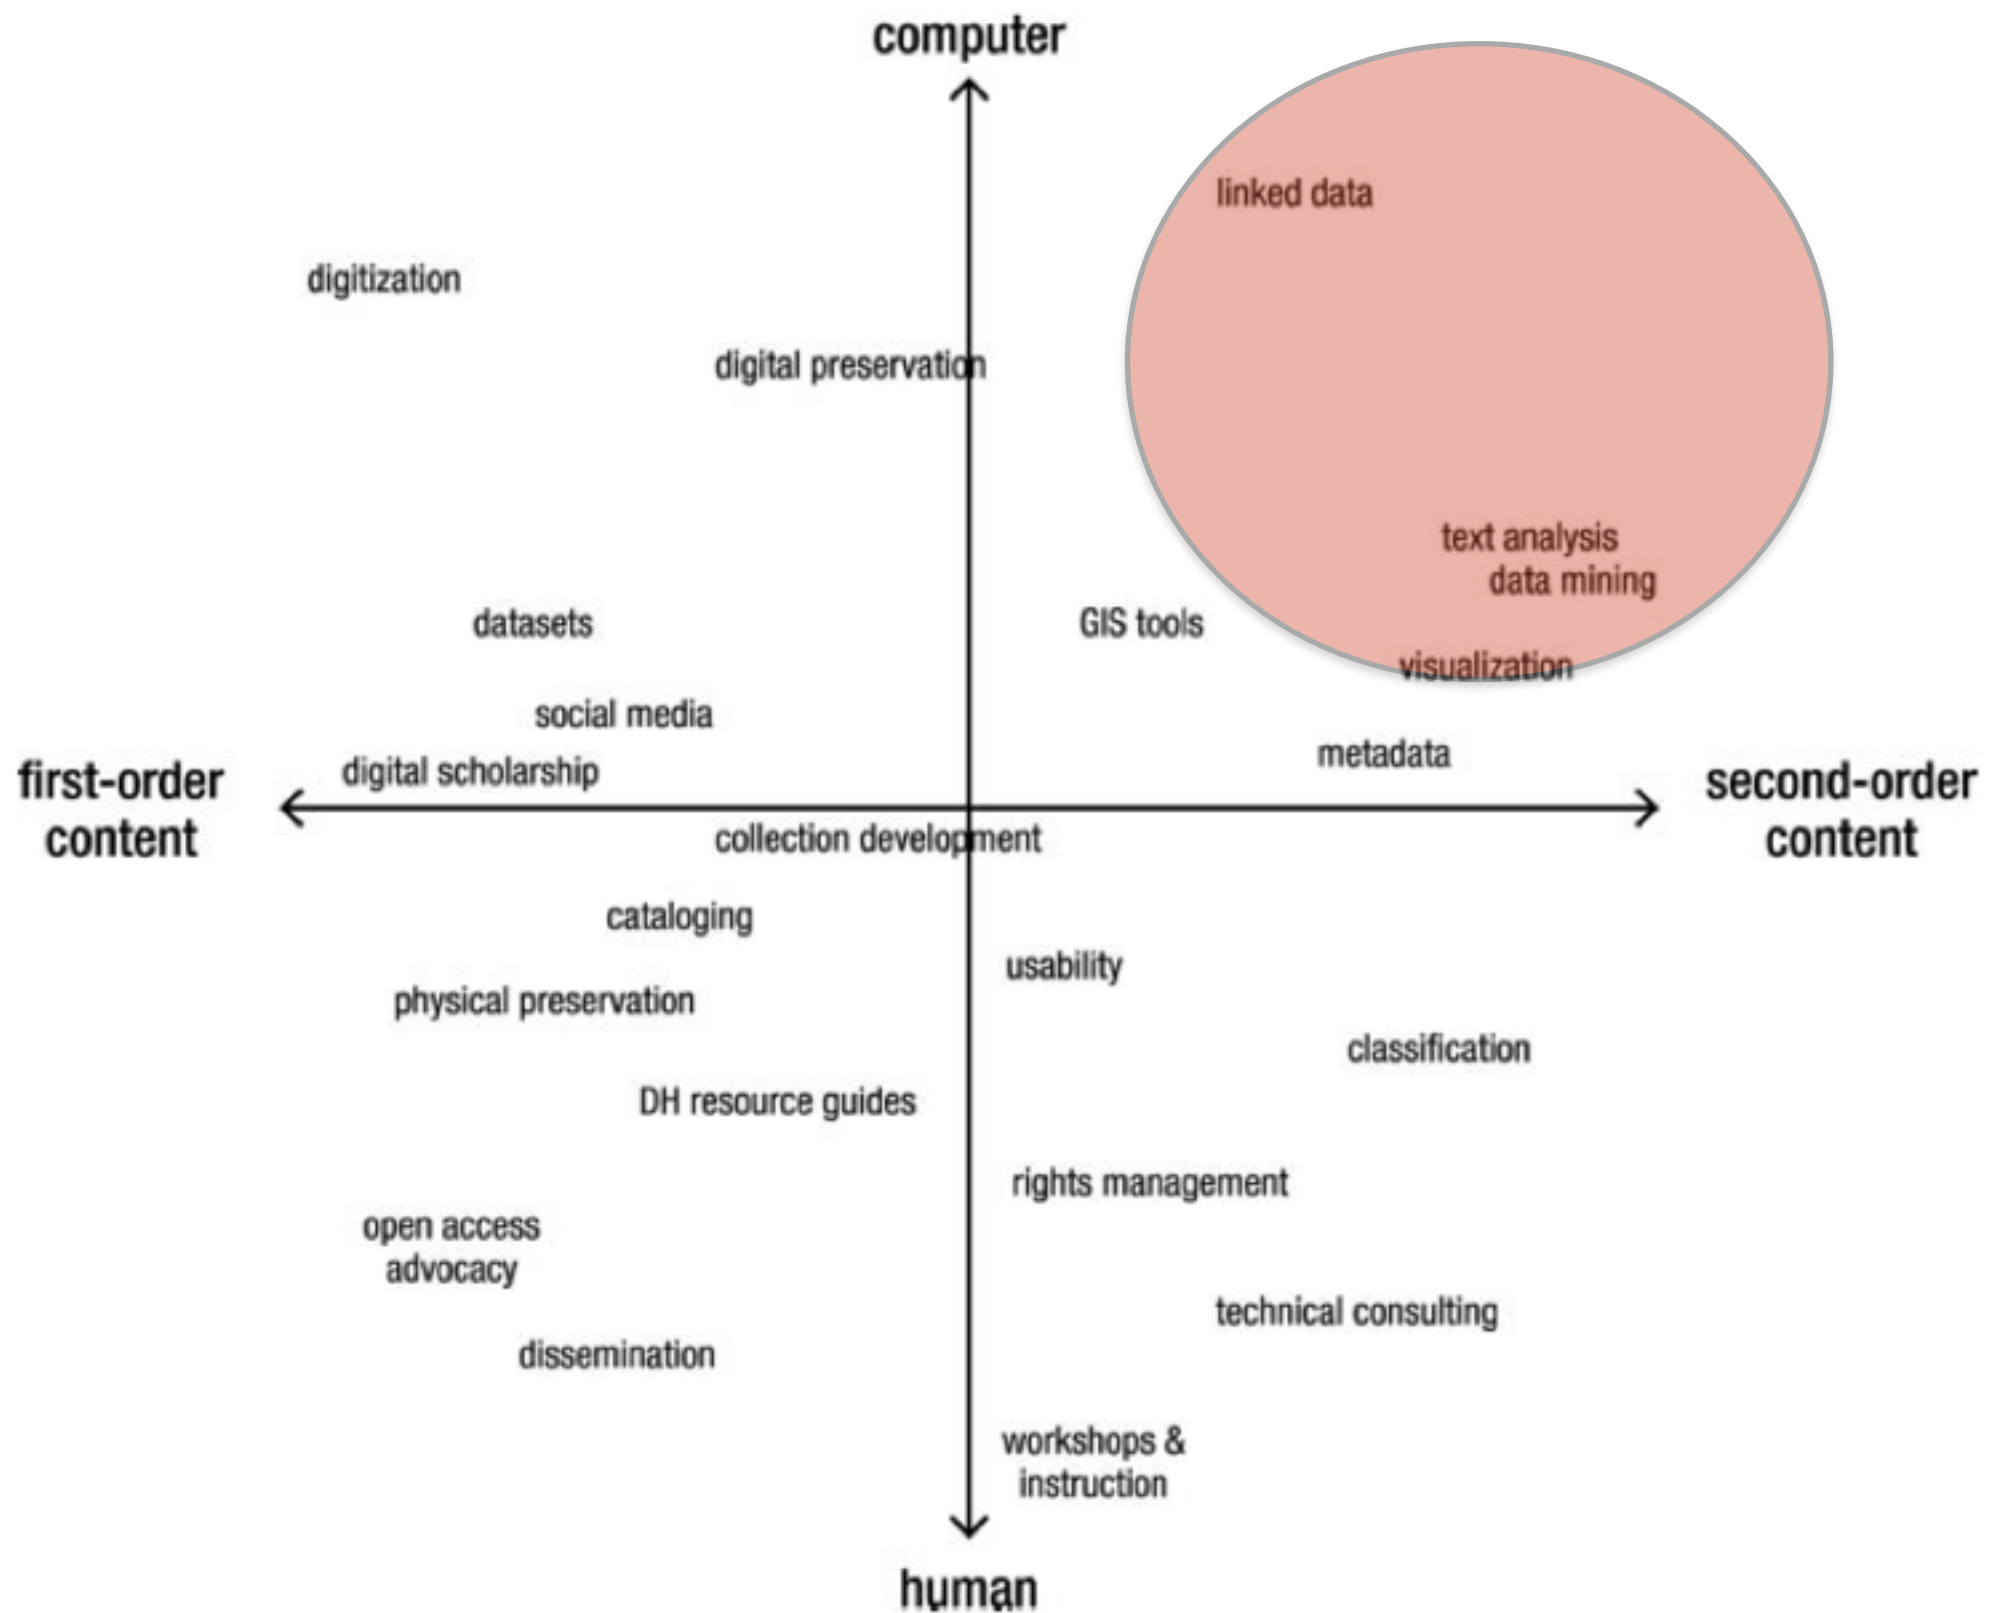 computer
linked data
digitization
digital preservation
text analysis
data mining
datasets
GIS tools
visualization
social media
metadata
digital scholarship
first-order
content
second-order
content
collection development
cataloging
usability
physical preservation
classification
DH resource guides
rights management
open access
advocacy
technical consulting
dissemination
workshops &
instruction
human